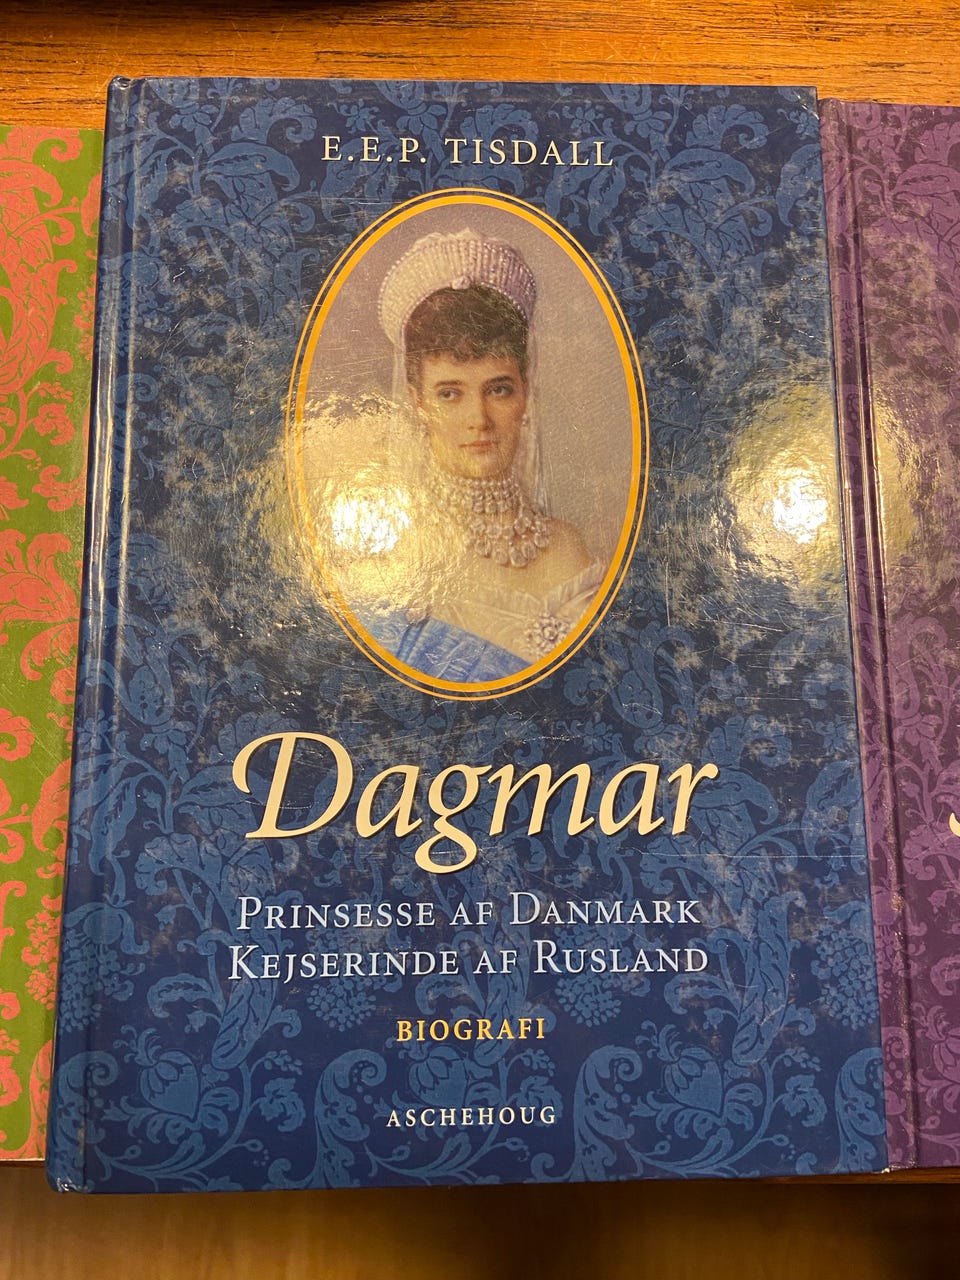 E.E.P. TISDALL
Dagmar
PRINSESSE AF DANMARK
KEJSERINDE AF RUSLAND
BIOGRAFI
ASCHEHOUG